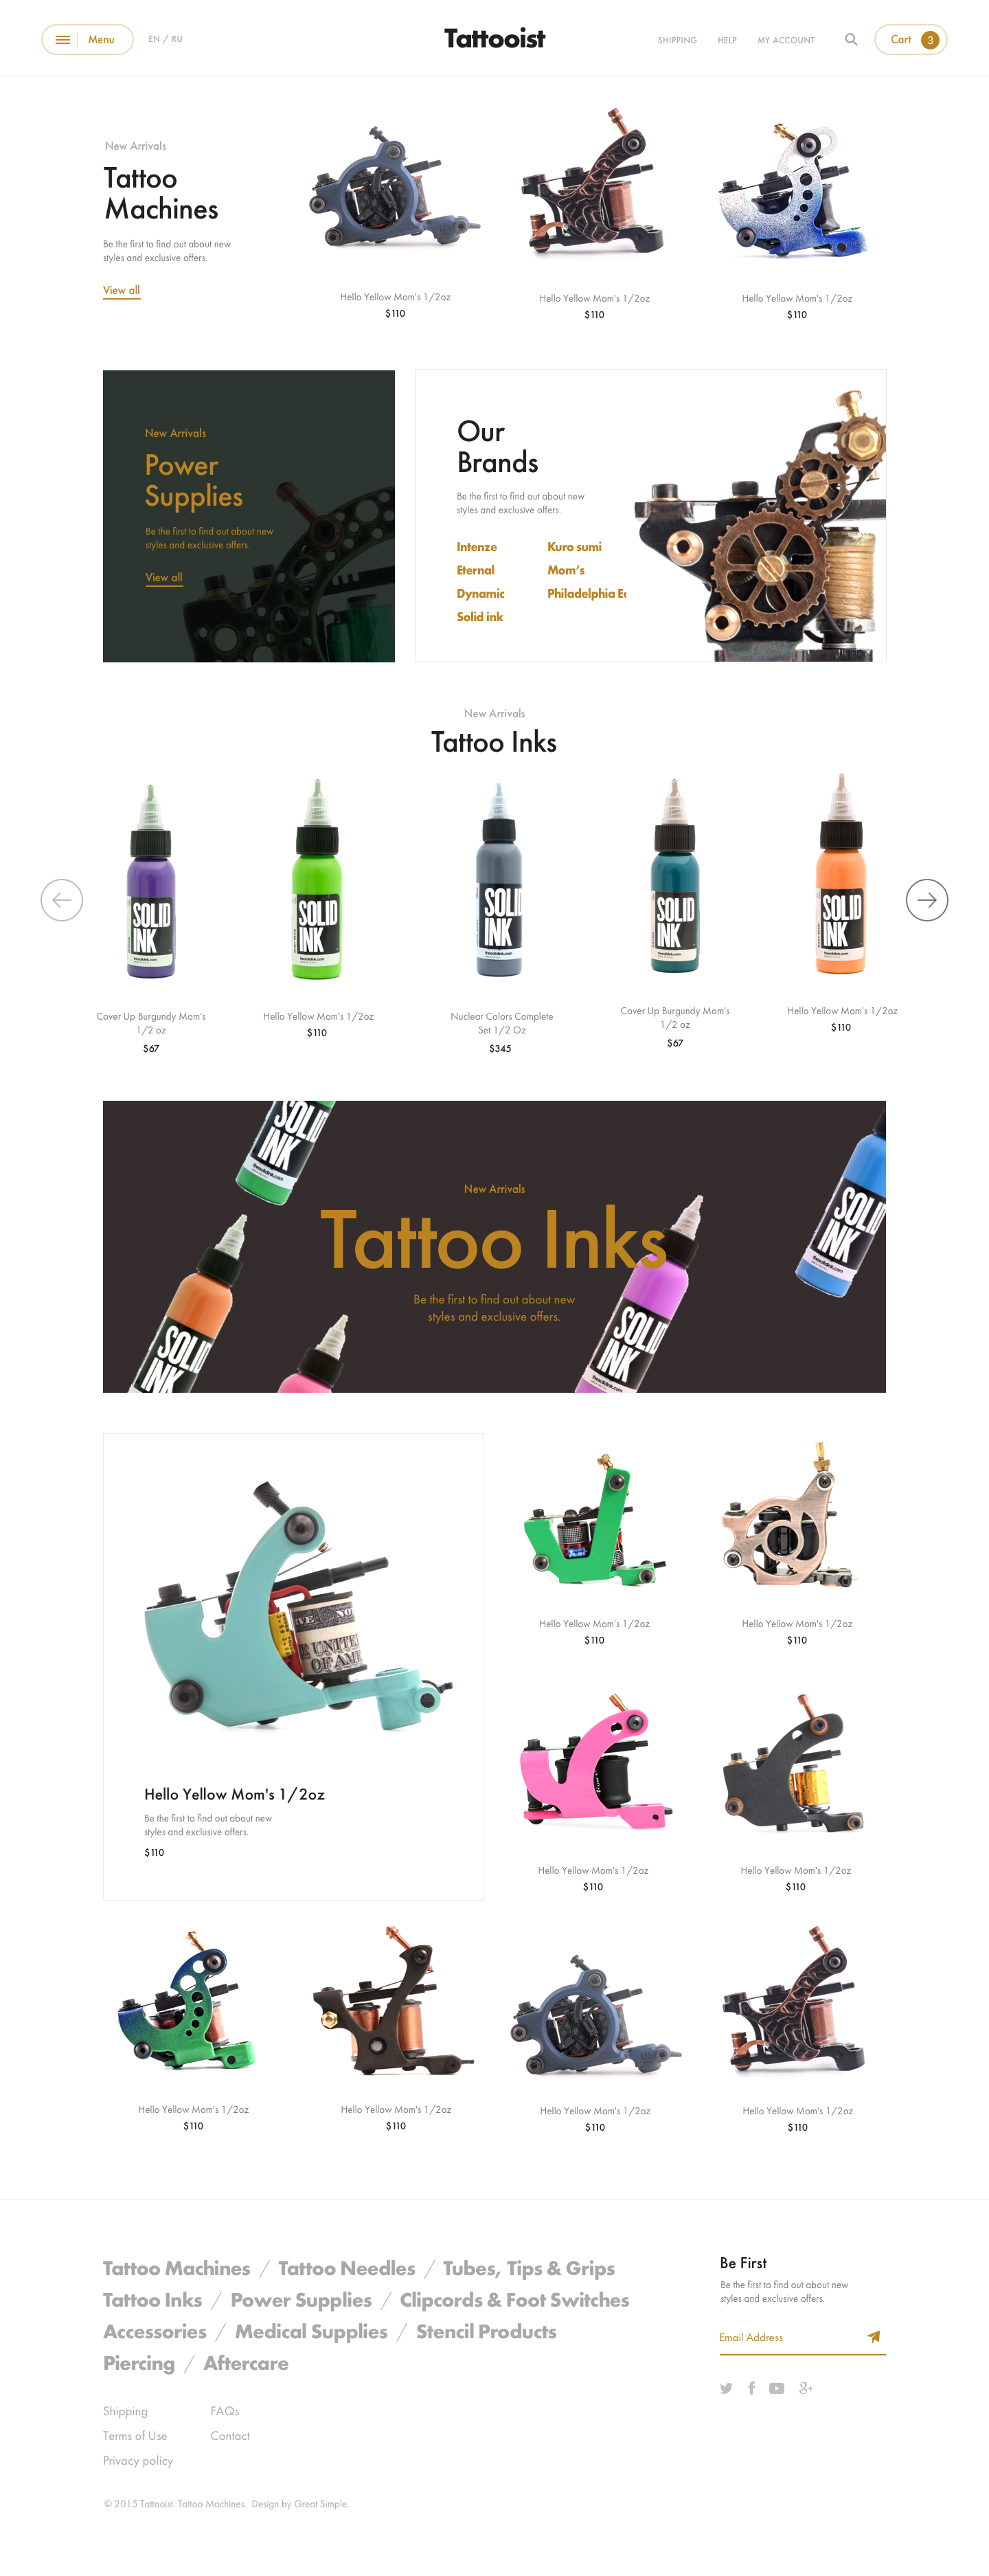 Menu
EN / RU
Tattooist
SHIPPING
HELP
MY ACCOUNT
Cart 3
New Arrivals
Tattoo
Machines
Be the first to find out about new
styles and exclusive offers.
View all
Hello Yellow Mom's 1/2oz
$110
Hello Yellow Mom's 1/2oz
$110
Hello Yellow Mom's 1/2oz
$110
New Arrivals
Power
Supplies
Be the first to find out about new
styles and exclusive offers.
View all
Our
Brands
Be the first to find out about new
styles and exclusive offers.
Intenze
Eternal
Dynamic
Solid ink
Kuro sumi
Mom's
Philadelphia
New Arrivals
Tattoo Inks
SOLID
INK
SOLID
INK
SOLID
INK
SOLID
INK
SOLID
INK
Cover Up Burgundy Mom's
1/2 oz
$67
Hello Yellow Mom's 1/2oz
$110
Nuclear Colors Complete
Set 1/2 Oz
$345
Cover Up Burgundy Mom's
1/2 oz
$67
Hello Yellow Mom's 1/2oz
$110
SOLID
INK
SOLID
INK
SOLID
INK
SOLID
INK
SOLID
INK
New Arrivals
Tattoo Inks
Be the first to find out about new
styles and exclusive offers.
Hello Yellow Mom's 1/2oz
Be the first to find out about new
styles and exclusive offers.
$110
Hello Yellow Mom's 1/2oz
$110
Hello Yellow Mom's 1/2oz
$110
Hello Yellow Mom's 1/2oz
$110
Hello Yellow Mom's 1/2oz
$110
Hello Yellow Mom's 1/2oz
$110
Hello Yellow Mom's 1/2oz
$110
Hello Yellow Mom's 1/2oz
$110
Hello Yellow Mom's 1/2oz
$110
Tattoo Machines / Tattoo Needles / Tubes, Tips & Grips
Tattoo Inks / Power Supplies / Clipcords & Foot Switches
Accessories / Medical Supplies / Stencil Products
Piercing / Aftercare
Shipping
Terms of Use
Privacy policy
FAQs
Contact
© 2015 Tattooist. Tattoo Machines. Design by Great Simple.
Be First
Be the first to find out about new
styles and exclusive offers.
Email Address